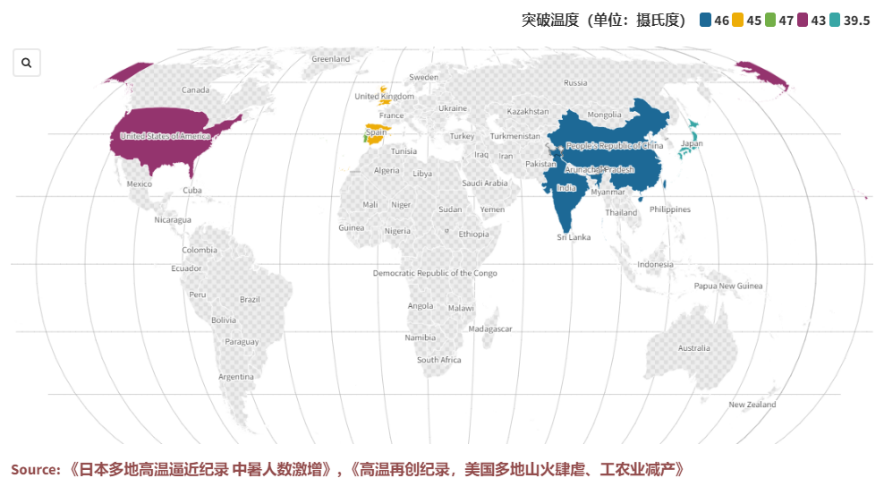 突破温度（单位：摄氏度） 46 45 47 43 39.5
Greenland
Sweden
Russia
Canada
United Kingdom
Ukraine
Kazakhstan
Mongolia
France
United States of America
Spain
Turkey
Turkmenistan
People's Republic of China
Japan
Tunisia
Iraq
Iran
Pakistan
Arunachal Pradesh
Algeria
Libya
Mexico
Cuba
Saudi Arabia
India
Myanmar
Mali
Niger
Sudan
Yemen
Thailand
Philippines
Nicaragua
Guinea
Nigeria
Ethiopia
Sri Lanka
Colombia
Ecuador
Democratic Republic of the Congo
Indonesia
Papua New Guinea
Peru
Brazil
Angola
Malawi
Bolivia
Madagascar
Paraguay
Namibia
Australia
South Africa
Argentina
New Zealand
Source: 《日本多地高温逼近纪录 中暑人数激增》，《高温再创纪录，美国多地山火肆虐、工农业减产》